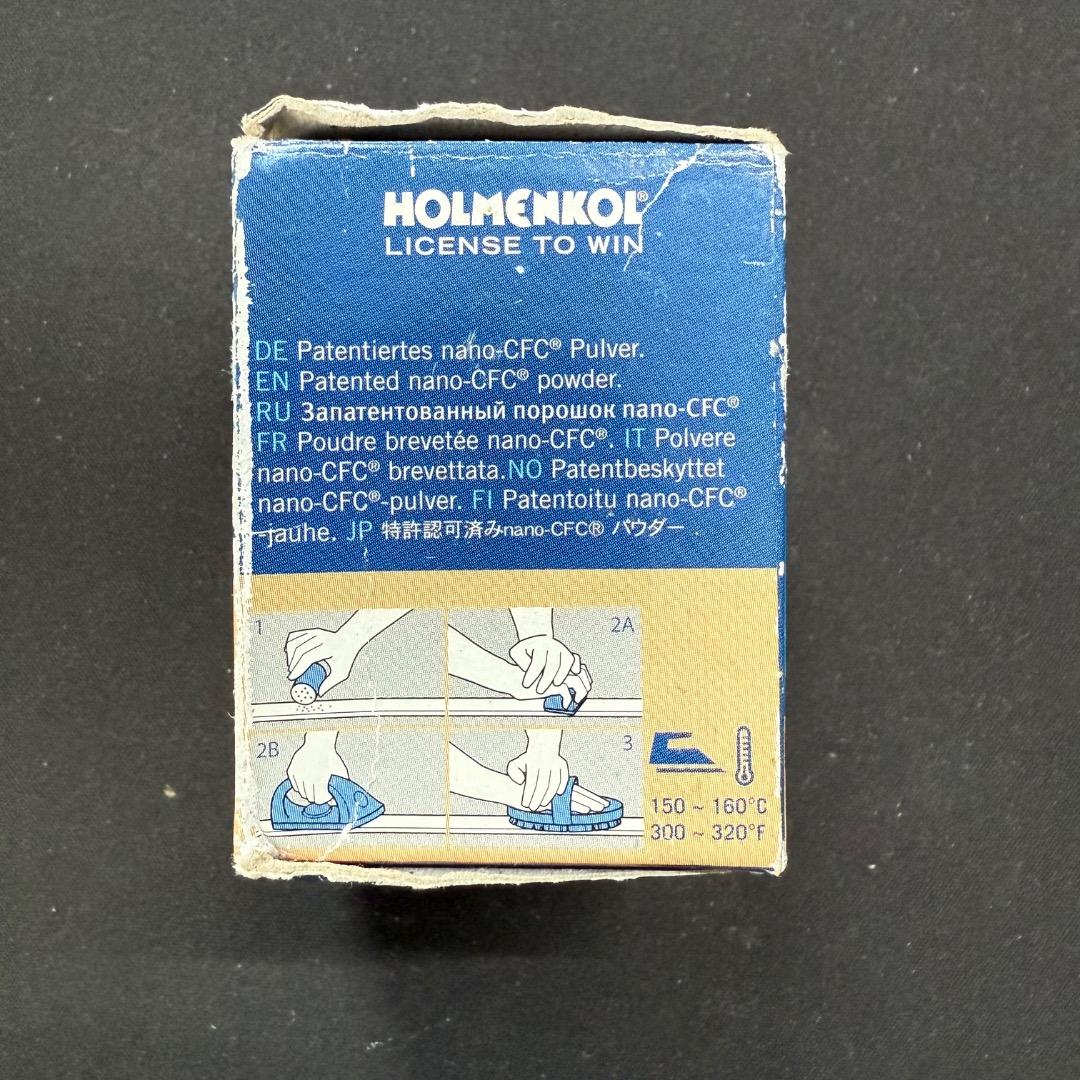 HOLMENKOL®
LICENSE TO WIN
DE Patentiertes nano-CFC® Pulver.
EN Patented nano-CFC® powder.
RU Запатентованный порошок nano-CFC®
FR Poudre brevetée nano-CFC®. IT Polvere
nano-CFC® brevettata. NO Patentbeskyttet
nano-CFC®-pulver. FI Patentoitu nano-CFC®
-jauhe. JP 特許認可済みnano-CFC® パウダー .
1
2A
2B
3
150 ~ 160°C
300 ~ 320°F